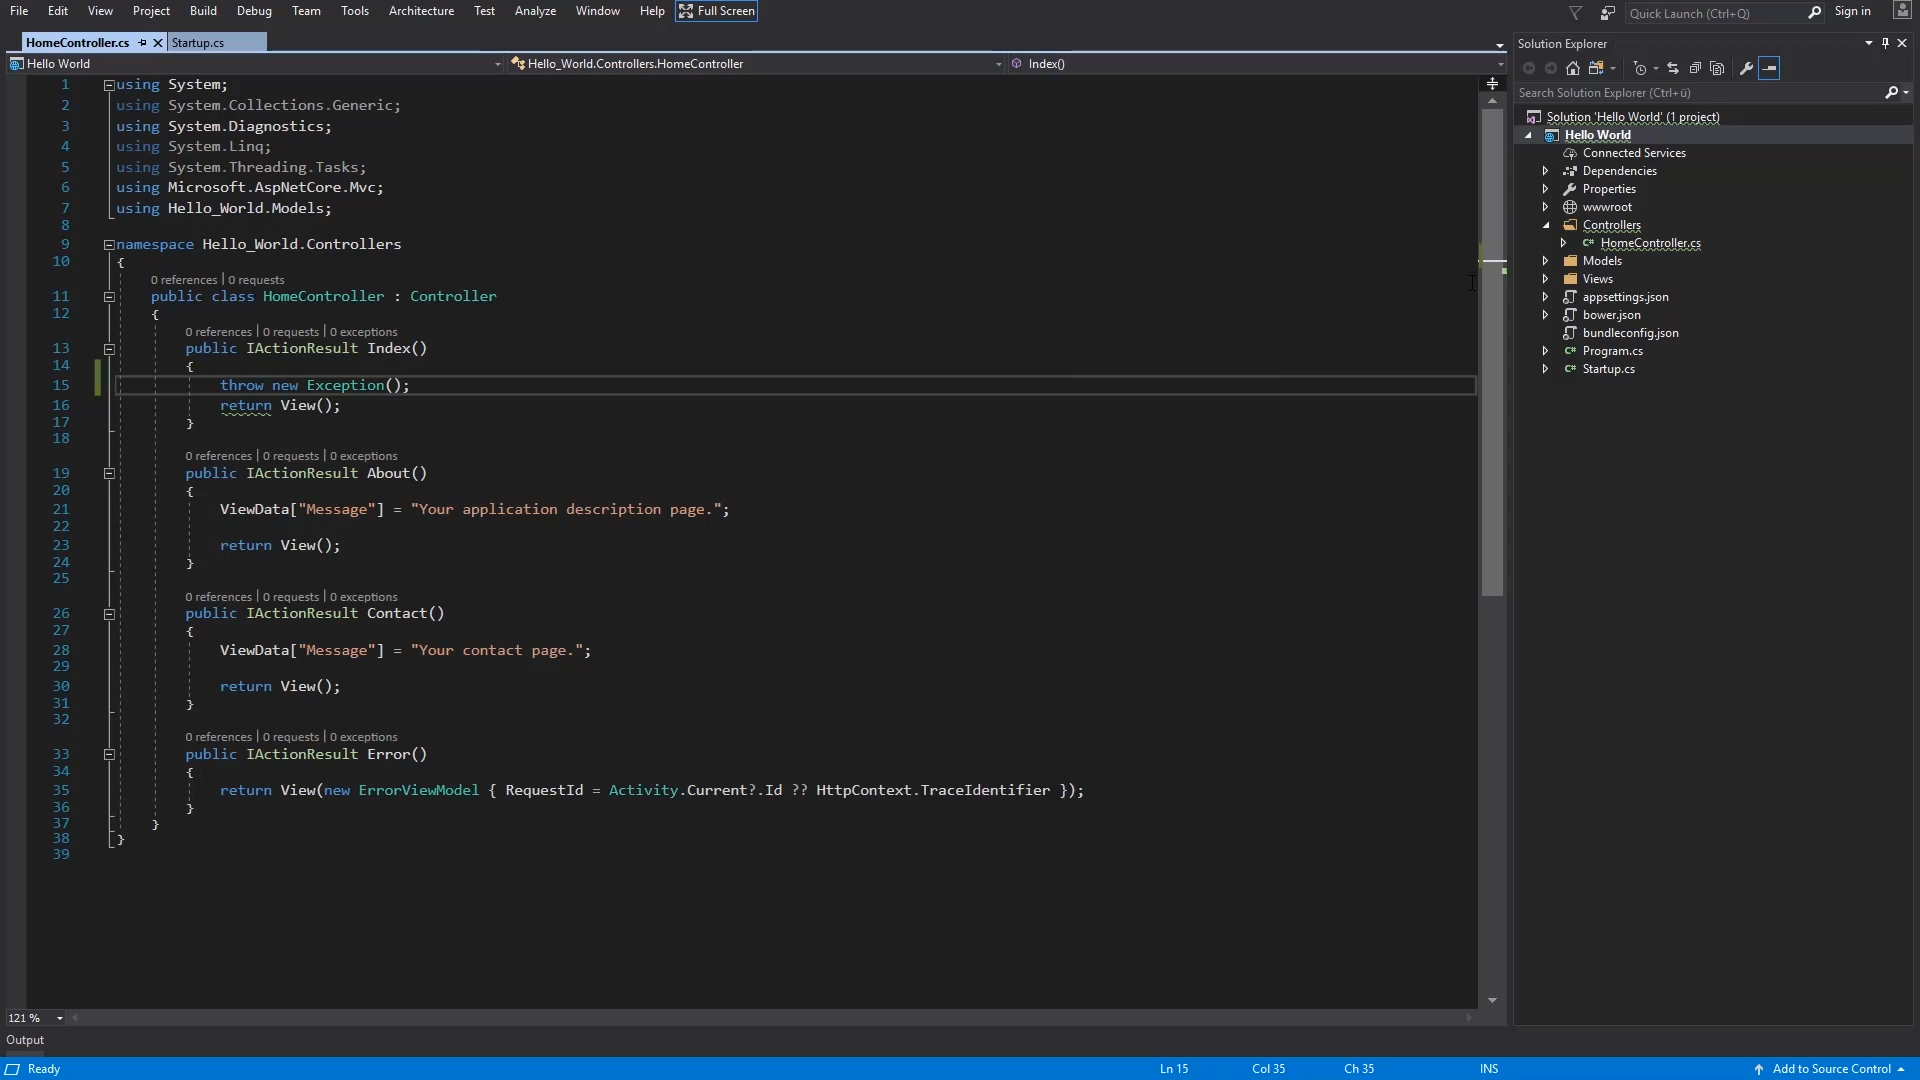 File Edit View Project Build Debug Team Tools Architecture Test Analyze Window Help Full Screen Quick Launch (Ctrl+Q) Sign in
HomeController.cs Startup.cs
Hello World Hello_World.Controllers.HomeController Index()
1 using System;
2 using System.Collections.Generic;
3 using System.Diagnostics;
4 using System.Linq;
5 using System.Threading.Tasks;
6 using Microsoft.AspNetCore.Mvc;
7 using Hello_World.Models;
8
9 namespace Hello_World.Controllers
10 {
0 references | 0 requests
11 public class HomeController : Controller
12 {
0 references | 0 requests | 0 exceptions
13 public IActionResult Index()
14 {
15 throw new Exception();
16 return View();
17 }
18
0 references | 0 requests | 0 exceptions
19 public IActionResult About()
20 {
21 ViewData["Message"] = "Your application description page.";
22
23 return View();
24 }
25
0 references | 0 requests | 0 exceptions
26 public IActionResult Contact()
27 {
28 ViewData["Message"] = "Your contact page.";
29
30 return View();
31 }
32
0 references | 0 requests | 0 exceptions
33 public IActionResult Error()
34 {
35 return View(new ErrorViewModel { RequestId = Activity.Current?.Id ?? HttpContext.TraceIdentifier });
36 }
37 }
38 }
39
121 %
Output
Solution Explorer
Search Solution Explorer (Ctrl+ü)
Solution 'Hello World' (1 project)
Hello World
Connected Services
Dependencies
Properties
wwwroot
Controllers
C# HomeController.cs
Models
Views
appsettings.json
bower.json
bundleconfig.json
C# Program.cs
C# Startup.cs
Ready Ln 15 Col 35 Ch 35 INS Add to Source Control